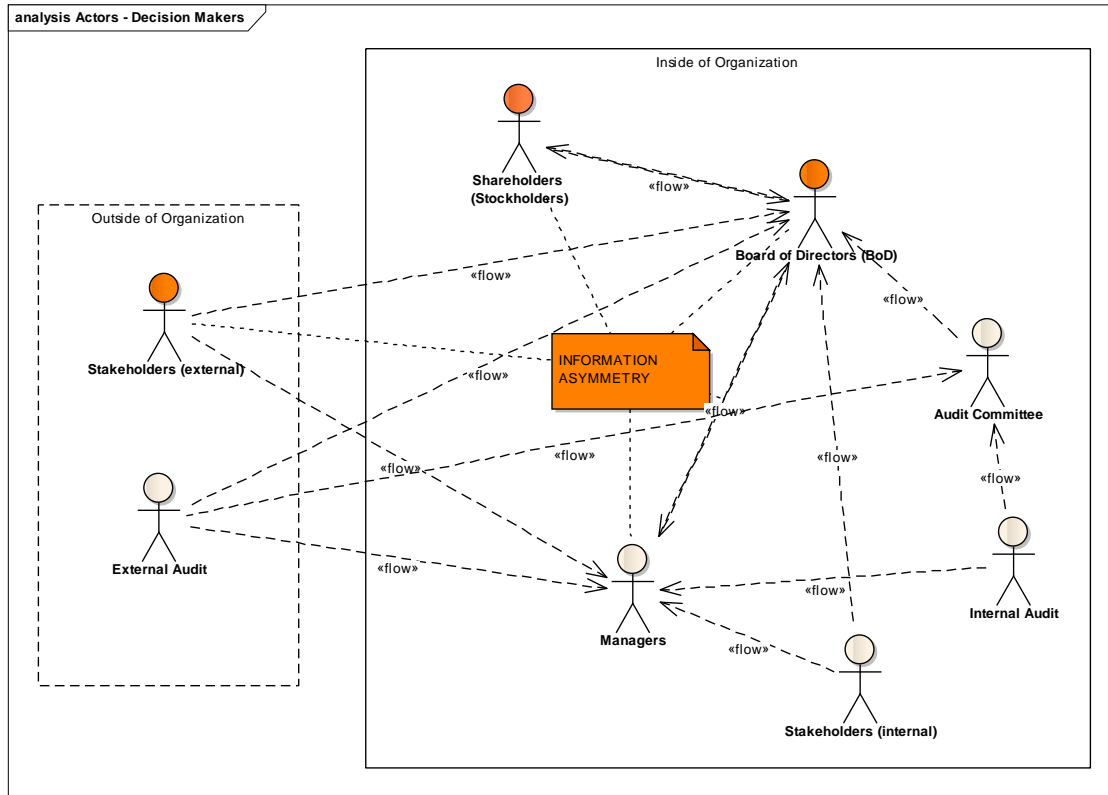 analysis Actors - Decision Makers
Inside of Organization
Shareholders
(Stockholders)
«flow»
Outside of Organization
Board of Directors (BoD)
«flow»
«flow»
Stakeholders (external)
INFORMATION
ASYMMETRY
«flow»
«flow»
Audit Committee
«flow»
«flow»
«flow»
«flow»
External Audit
«flow»
«flow»
Internal Audit
Managers
«flow»
Stakeholders (internal)